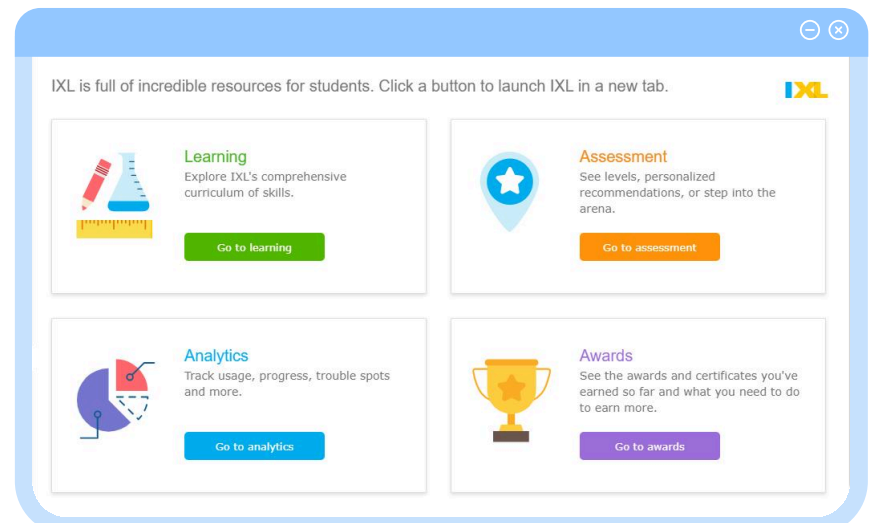 IXL is full of incredible resources for students. Click a button to launch IXL in a new tab.
IXL
Learning
Explore IXL's comprehensive
curriculum of skills.
Go to learning
Assessment
See levels, personalized
recommendations, or step into the
arena.
Go to assessment
Analytics
Track usage, progress, trouble spots
and more.
Go to analytics
Awards
See the awards and certificates you've
earned so far and what you need to do
to earn more.
Go to awards